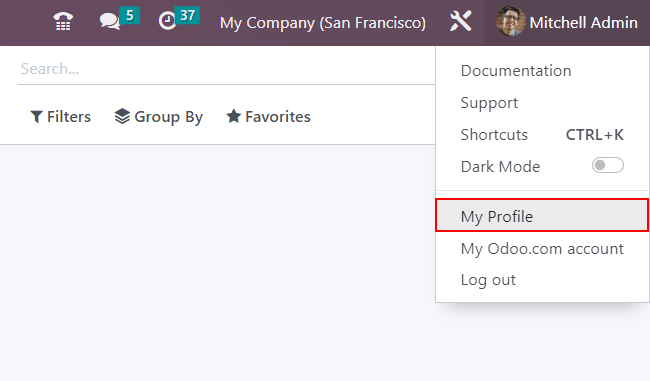 5 37 My Company (San Francisco) Mitchell Admin
Search...
Filters Group By Favorites
Documentation
Support
Shortcuts CTRL+K
Dark Mode
My Profile
My Odoo.com account
Log out